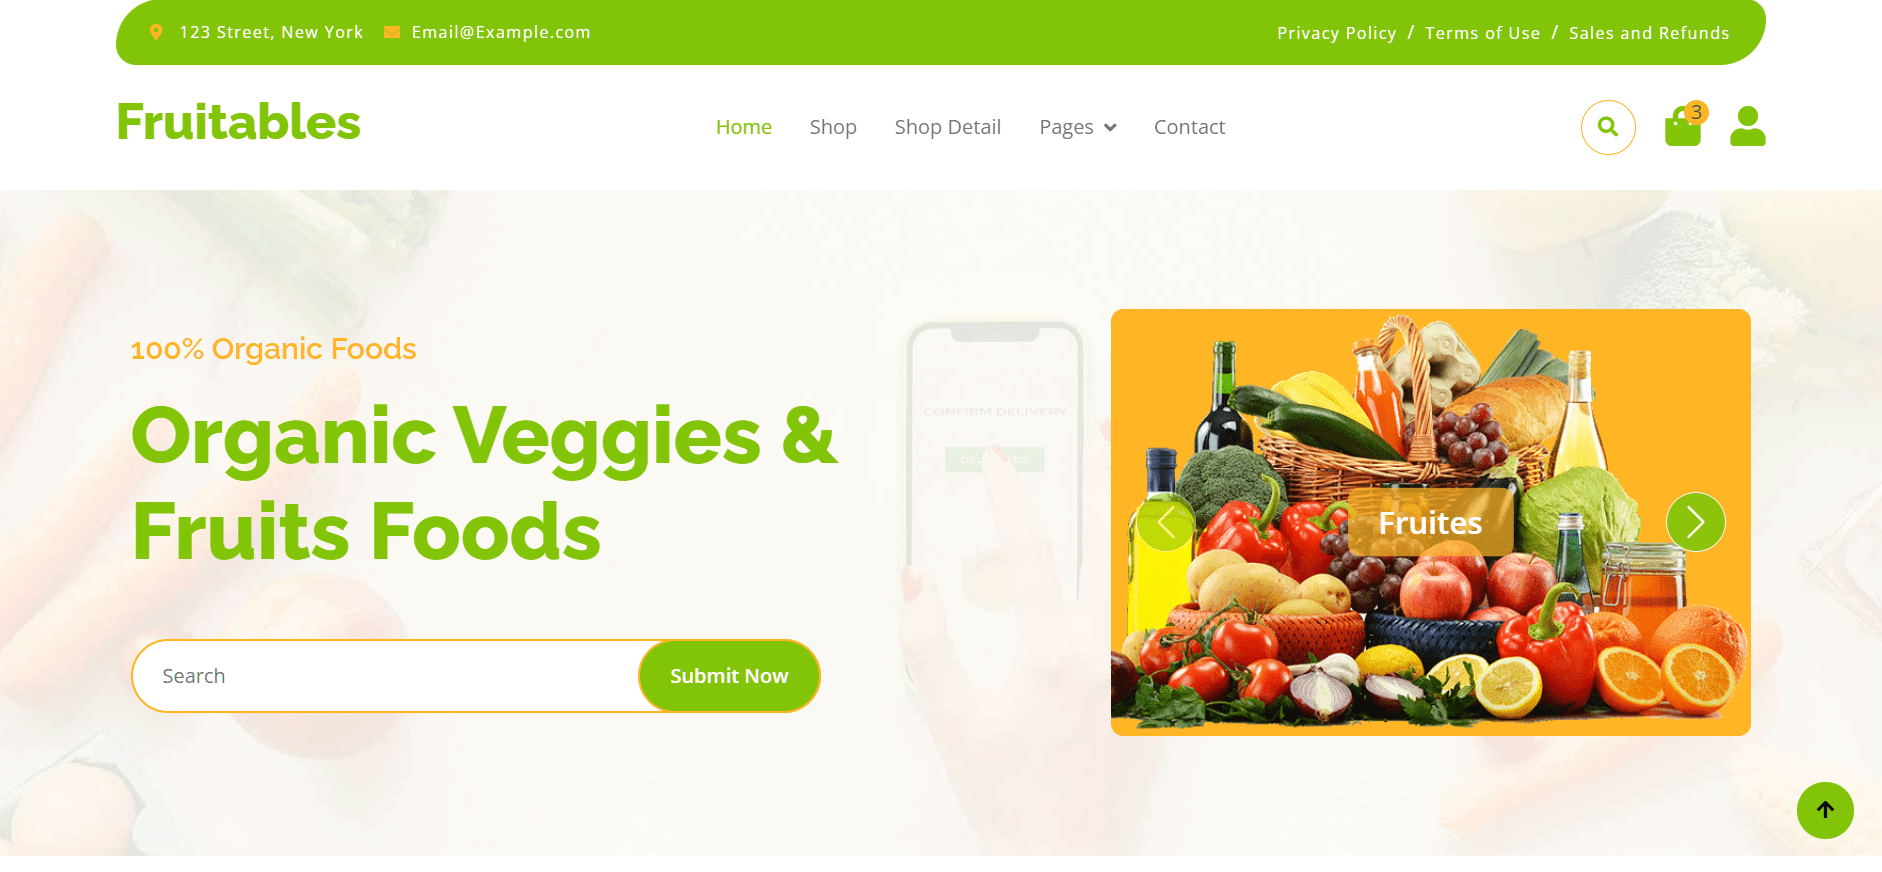 123 Street, New York Email@Example.com Privacy Policy / Terms of Use / Sales and Refunds
Fruitables Home Shop Shop Detail Pages Contact 3
100% Organic Foods
Organic Veggies &
Fruits Foods
CONFIRM DELIVERY
Fruites
Search Submit Now